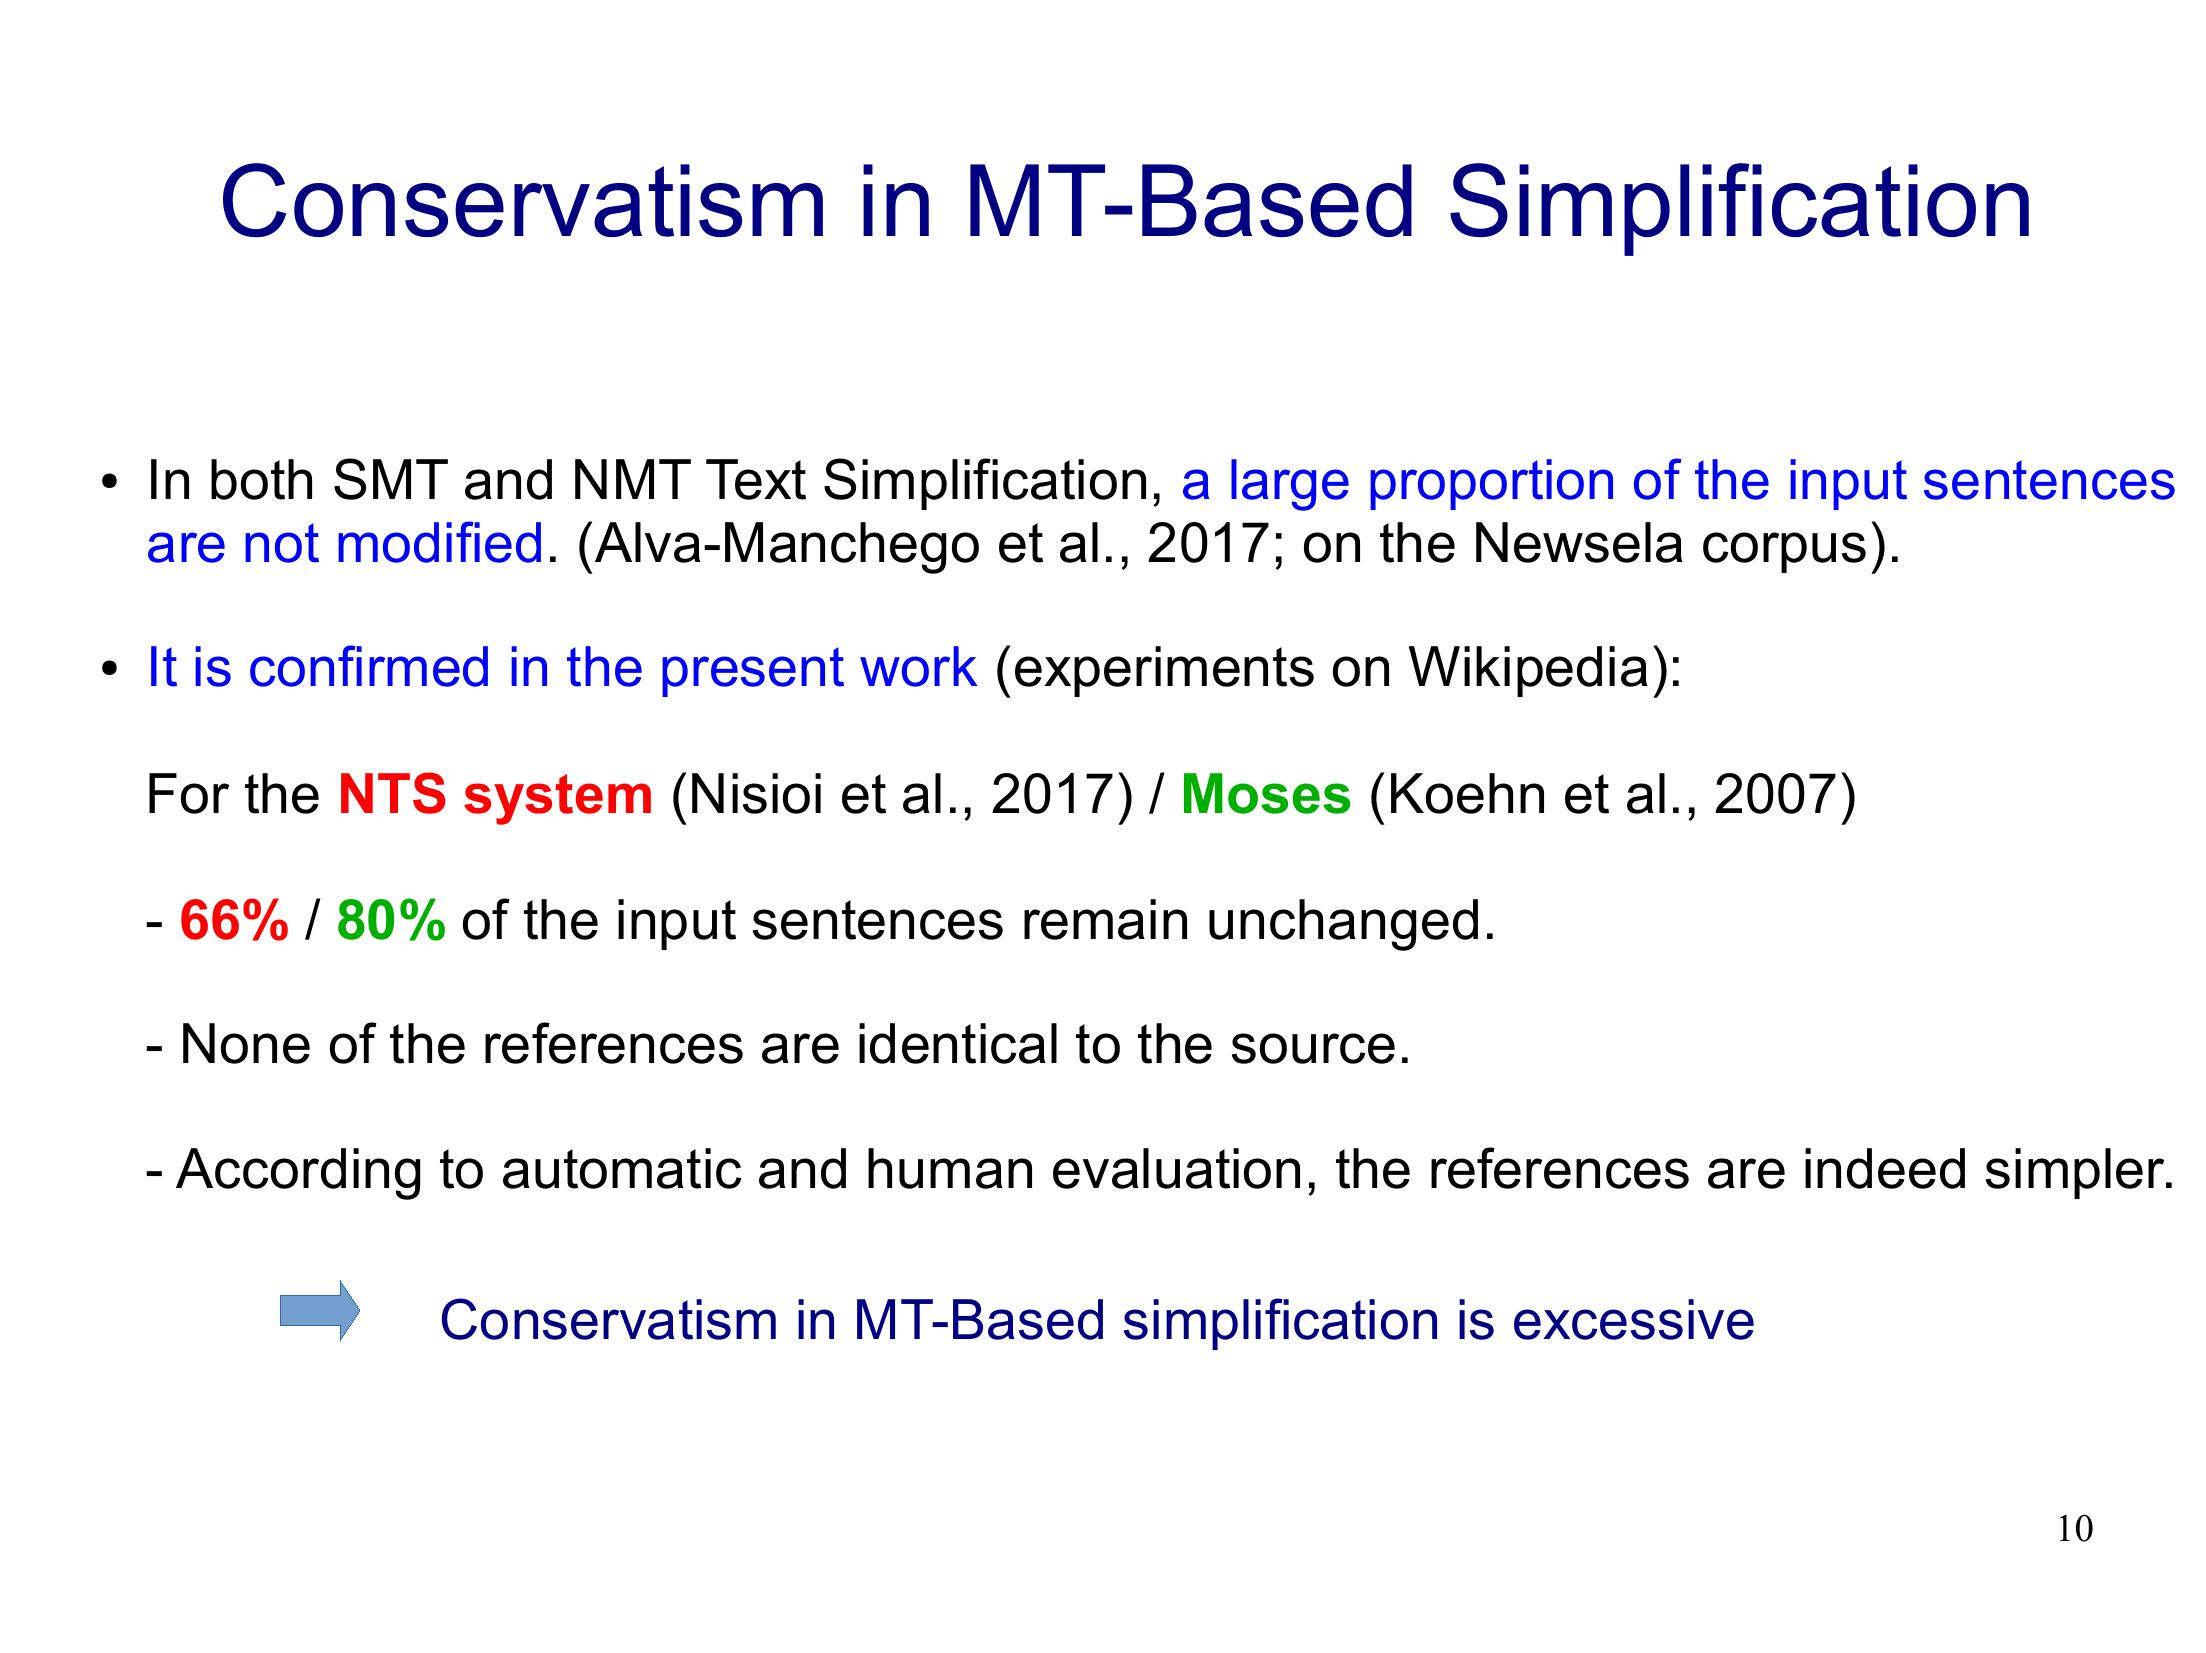 Conservatism in MT-Based Simplification
• In both SMT and NMT Text Simplification, a large proportion of the input sentences
are not modified. (Alva-Manchego et al., 2017; on the Newsela corpus).
• It is confirmed in the present work (experiments on Wikipedia):
For the NTS system (Nisioi et al., 2017) / Moses (Koehn et al., 2007)
- 66% / 80% of the input sentences remain unchanged.
- None of the references are identical to the source.
- According to automatic and human evaluation, the references are indeed simpler.
Conservatism in MT-Based simplification is excessive
10